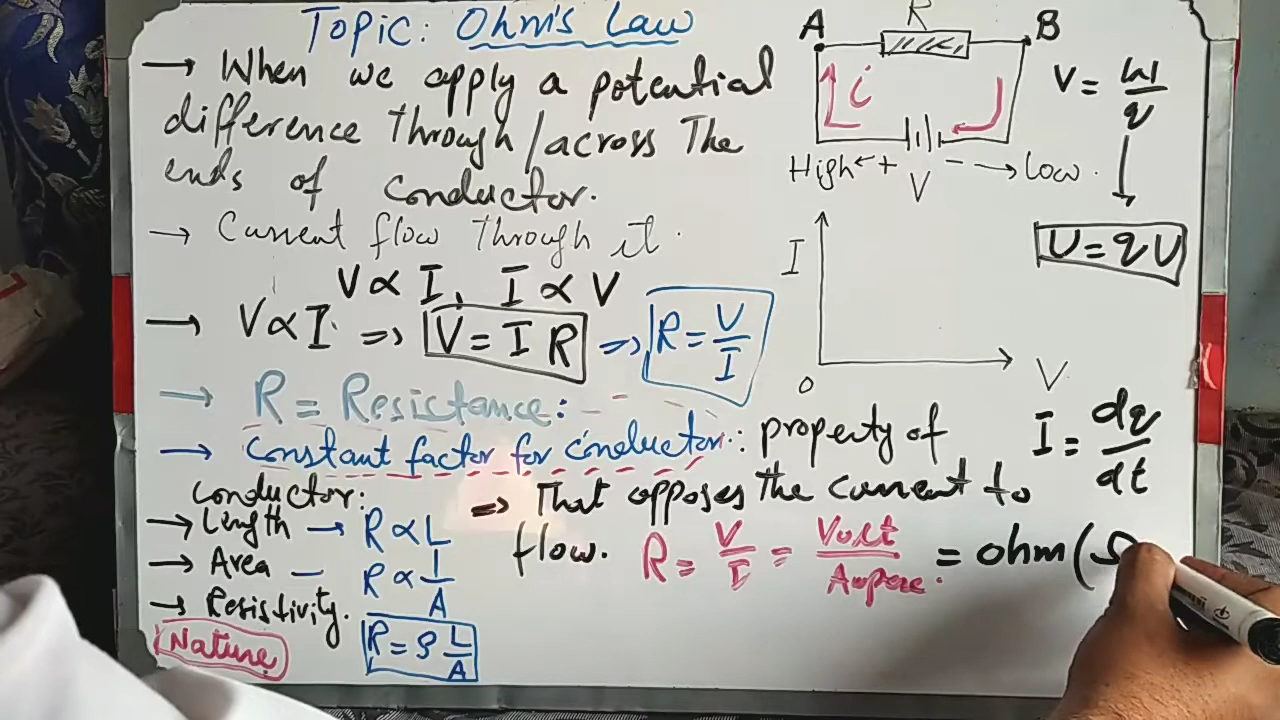 Topic: Ohm's Law
→ When we apply a potential
difference through/across The
ends of conductor.
→ Current flow through it.
V ∝ I, I ∝ V
→ V ∝ I. => V = I R => R = V/I
→ R = Resictance:
→ Constant factor for conductor: property of
conductor: => That opposes the current to
flow. R = V/I = Volt/Ampere. = ohm (Ω
→ Length → R ∝ L
→ Area — R ∝ 1/A
→ Resistivity.
Nature R = ρ L/A
A R B
i
High ← + V - → Low.
V = W/q
U = qV
I
O V
I = dq/dt